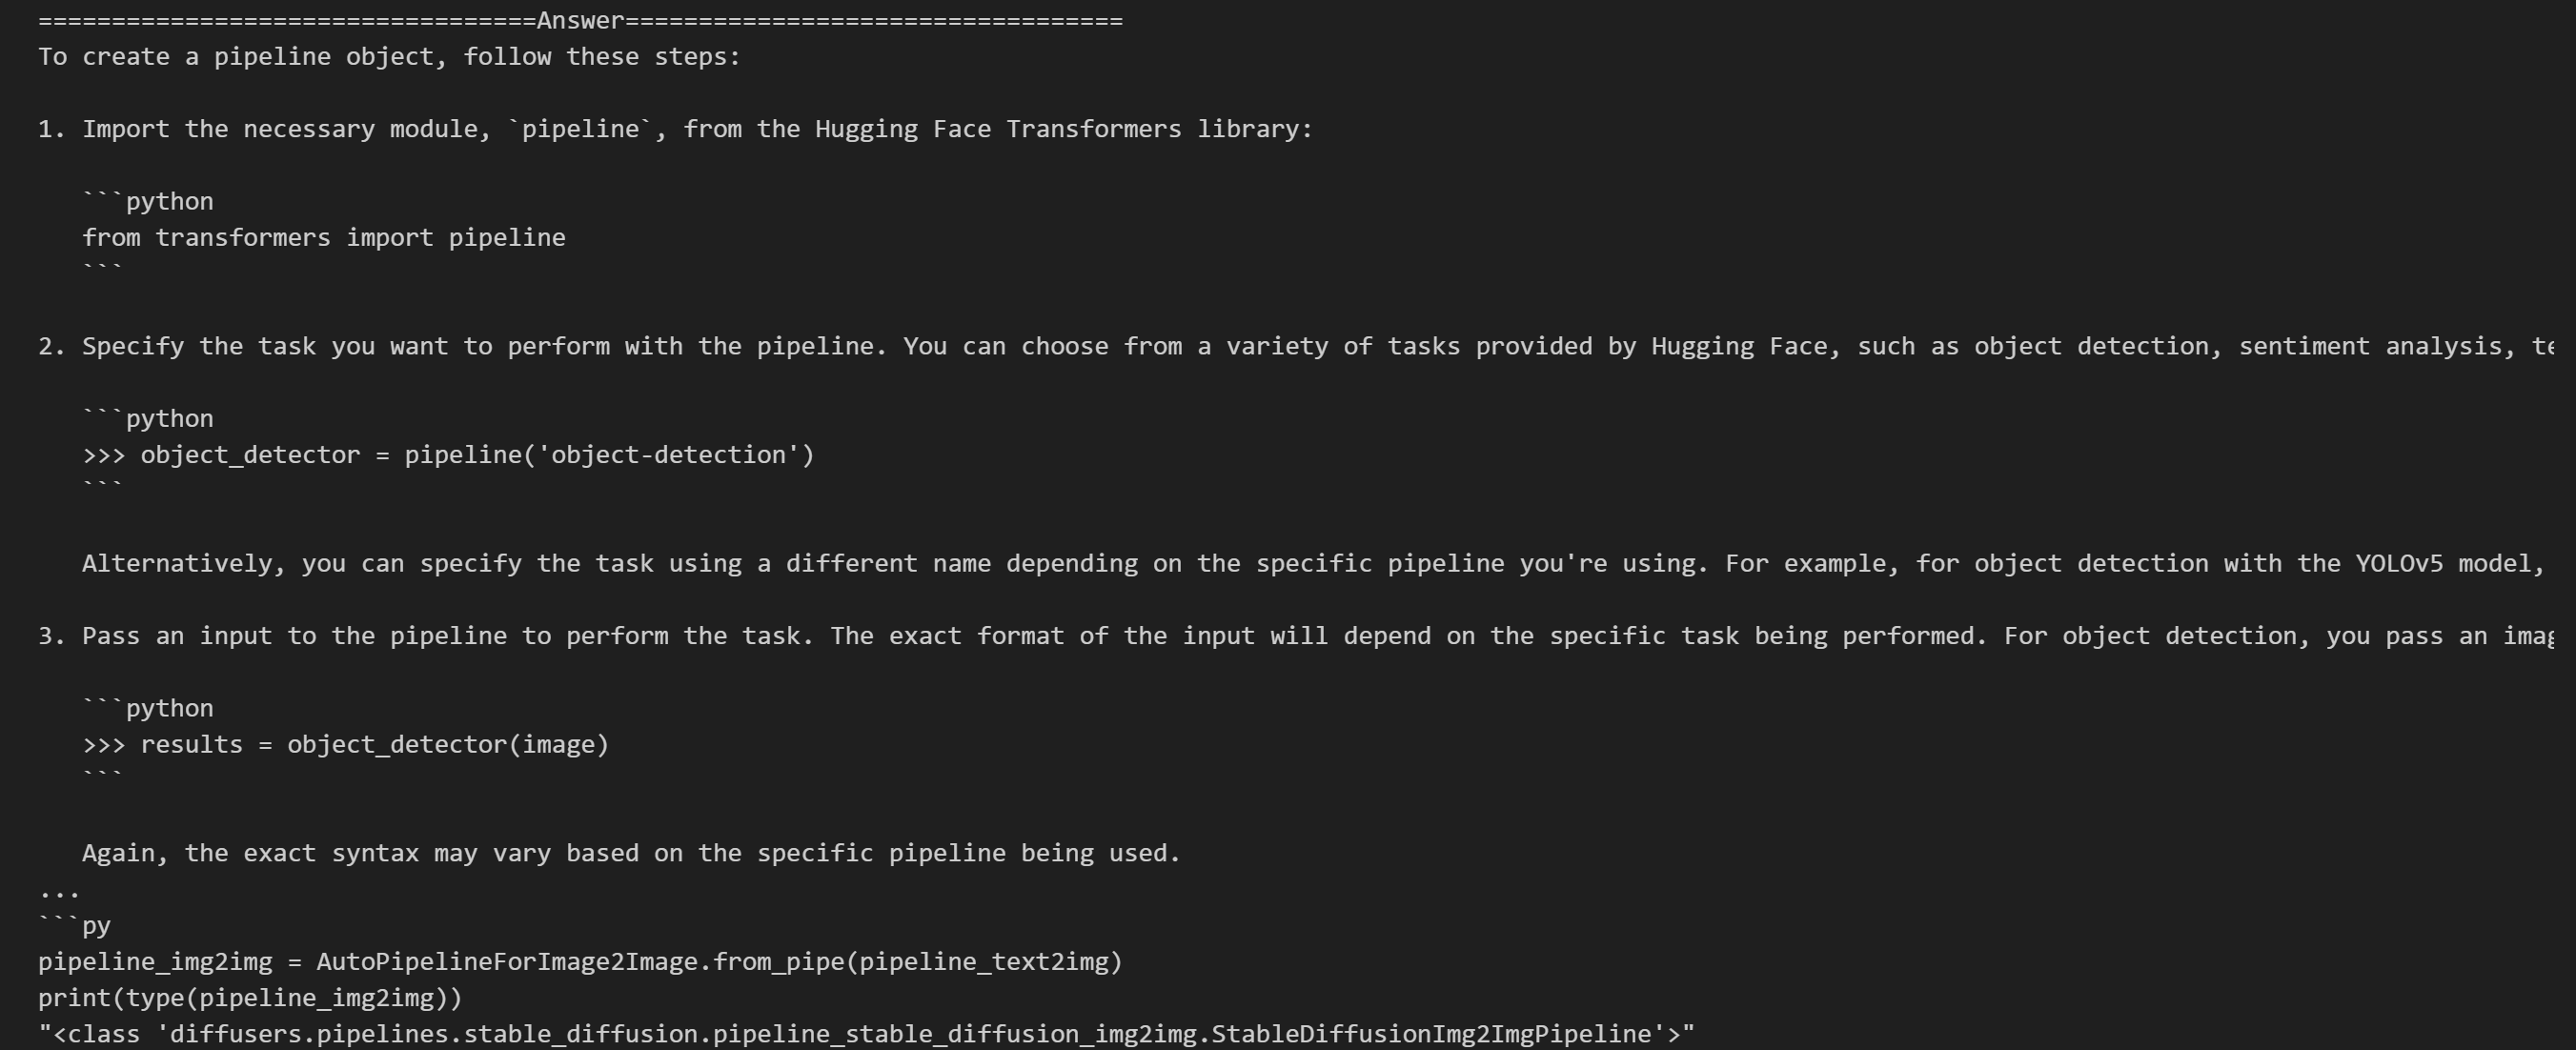 ==================================Answer==================================
To create a pipeline object, follow these steps:
1. Import the necessary module, `pipeline`, from the Hugging Face Transformers library:
```python
from transformers import pipeline
```
2. Specify the task you want to perform with the pipeline. You can choose from a variety of tasks provided by Hugging Face, such as object detection, sentiment analysis,
```python
>>> object_detector = pipeline('object-detection')
```
Alternatively, you can specify the task using a different name depending on the specific pipeline you're using. For example, for object detection with the YOLOv5 model,
3. Pass an input to the pipeline to perform the task. The exact format of the input will depend on the specific task being performed. For object detection, you pass an
```python
>>> results = object_detector(image)
```
Again, the exact syntax may vary based on the specific pipeline being used.
...
```py
pipeline_img2img = AutoPipelineForImage2Image.from_pipe(pipeline_text2img)
print(type(pipeline_img2img))
"<class 'diffusers.pipelines.stable_diffusion.pipeline_stable_diffusion_img2img.StableDiffusionImg2ImgPipeline'>"